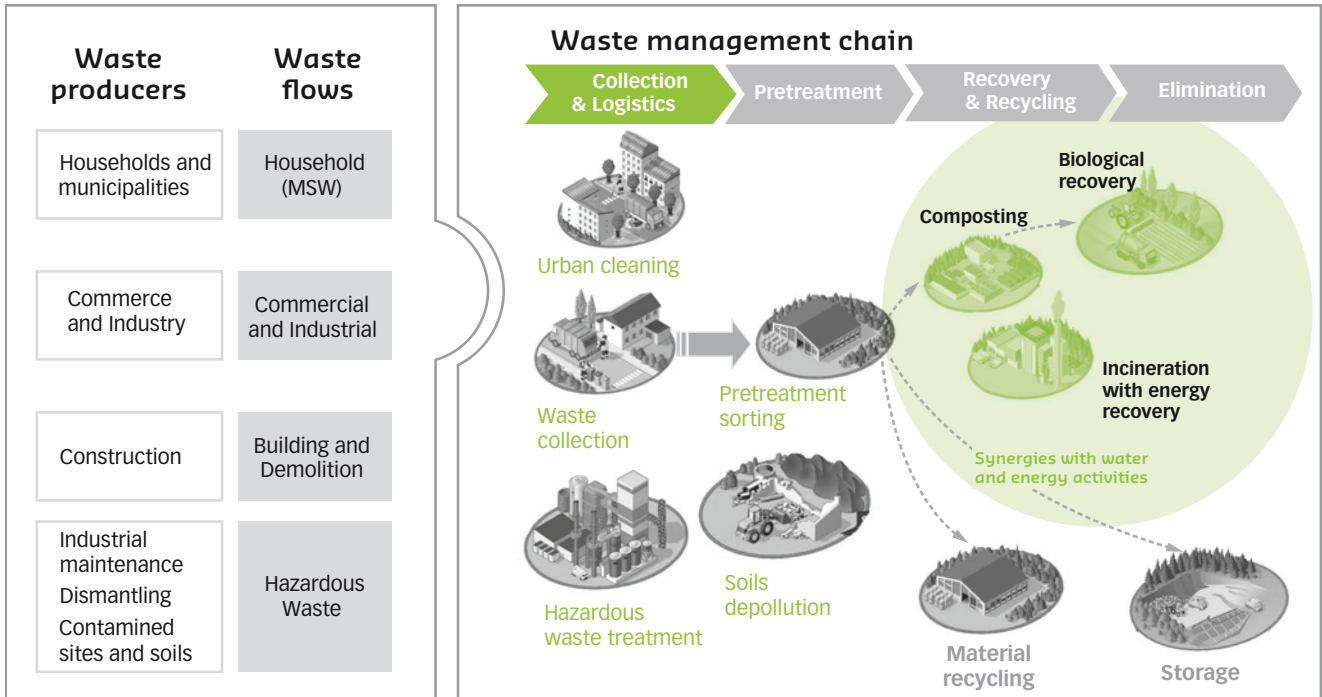 Waste
producers
Waste
flows
Households and
municipalities
Household
(MSW)
Commerce
and Industry
Commercial
and Industrial
Construction
Building and
Demolition
Industrial
maintenance
Dismantling
Contamined
sites and soils
Hazardous
Waste
Waste management chain
Collection
& Logistics
Pretreatment
Recovery
& Recycling
Elimination
Urban cleaning
Waste
collection
Hazardous
waste treatment
Pretreatment
sorting
Soils
depollution
Composting
Biological
recovery
Incineration
with energy
recovery
Synergies with water
and energy activities
Material
recycling
Storage